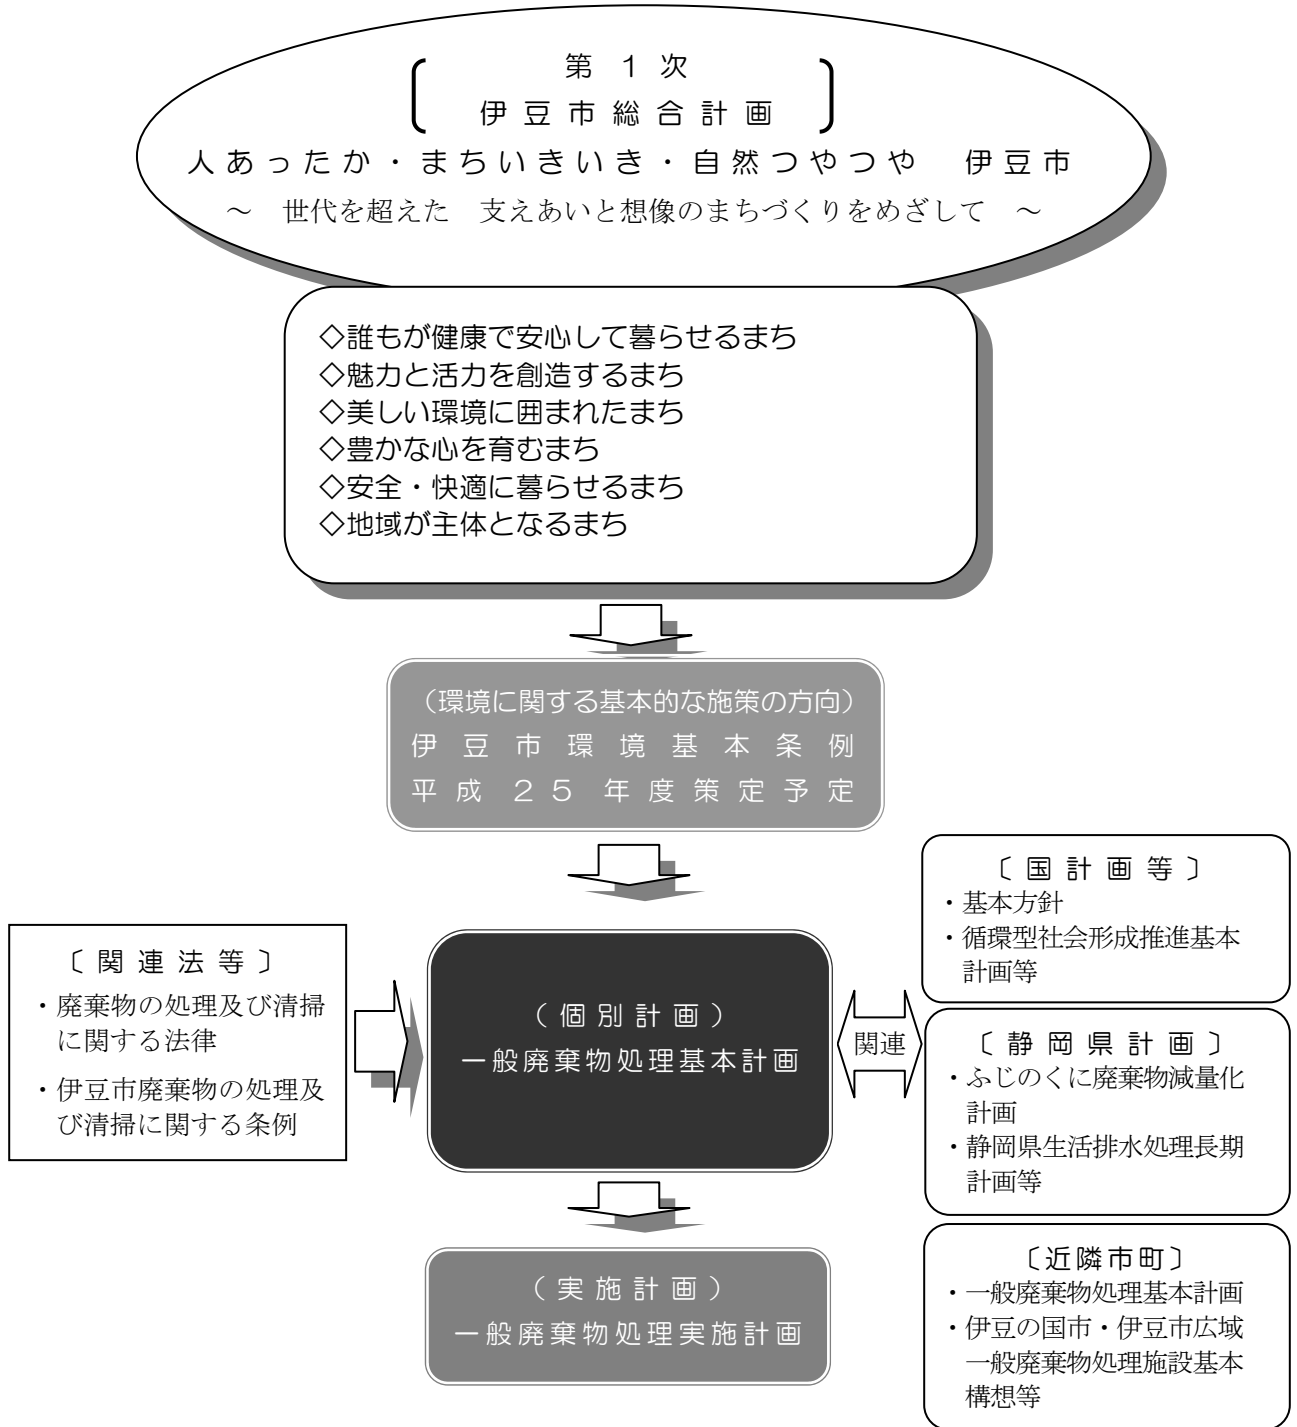 第 1 次
伊豆市総合計画
人あったか・まちいきいき・自然つやつや　伊豆市
～　世代を超えた　支えあいと想像のまちづくりをめざして　～
◇誰もが健康で安心して暮らせるまち
◇魅力と活力を創造するまち
◇美しい環境に囲まれたまち
◇豊かな心を育むまち
◇安全・快適に暮らせるまち
◇地域が主体となるまち
（環境に関する基本的な施策の方向）
伊豆市環境基本条例
平成２５年度策定予定
〔関連法等〕
・廃棄物の処理及び清掃
に関する法律
・伊豆市廃棄物の処理及
び清掃に関する条例
（個別計画）
一般廃棄物処理基本計画
関連
〔国計画等〕
・基本方針
・循環型社会形成推進基本
計画等
〔静岡県計画〕
・ふじのくに廃棄物減量化
計画
・静岡県生活排水処理長期
計画等
〔近隣市町〕
・一般廃棄物処理基本計画
・伊豆の国市・伊豆市広域
一般廃棄物処理施設基本
構想等
（実施計画）
一般廃棄物処理実施計画